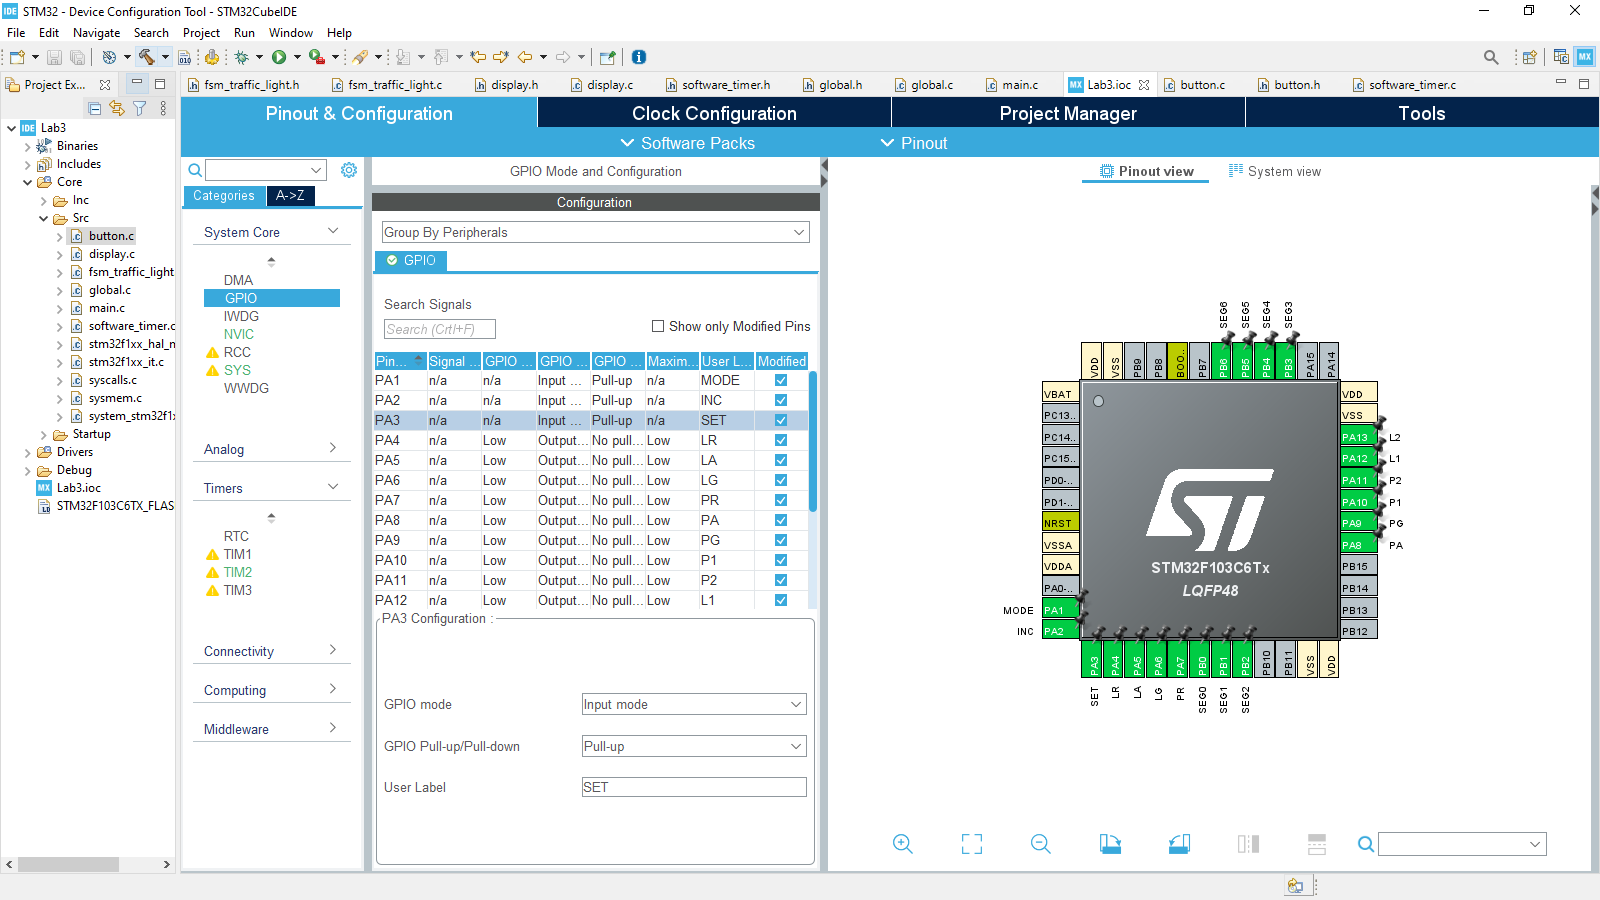 IDE STM32 - Device Configuration Tool - STM32CubeIDE
File Edit Navigate Search Project Run Window Help
Project Ex...
fsm_traffic_light.h
fsm_traffic_light.c
display.h
display.c
software_timer.h
global.h
global.c
main.c
MX Lab3.ioc
button.c
button.h
software_timer.c
IDE Lab3
Binaries
Includes
Core
Inc
Src
button.c
display.c
fsm_traffic_light
global.c
main.c
software_timer.c
stm32f1xx_hal_m
stm32f1xx_it.c
syscalls.c
sysmem.c
system_stm32f1x
Startup
Drivers
Debug
MX Lab3.ioc
STM32F103C6TX_FLAS
Pinout & Configuration
Clock Configuration
Project Manager
Tools
Software Packs
Pinout
Categories
A->Z
System Core
DMA
GPIO
IWDG
NVIC
RCC
SYS
WWDG
Analog
Timers
RTC
TIM1
TIM2
TIM3
Connectivity
Computing
Middleware
GPIO Mode and Configuration
Configuration
Group By Peripherals
GPIO
Search Signals
Search (Crtl+F)
Show only Modified Pins
Pin... Signal ... GPIO ... GPIO ... GPIO ... Maxim... User L... Modified
PA1 n/a n/a Input ... Pull-up n/a MODE
PA2 n/a n/a Input ... Pull-up n/a INC
PA3 n/a n/a Input ... Pull-up n/a SET
PA4 n/a Low Output... No pull... Low LR
PA5 n/a Low Output... No pull... Low LA
PA6 n/a Low Output... No pull... Low LG
PA7 n/a Low Output... No pull... Low PR
PA8 n/a Low Output... No pull... Low PA
PA9 n/a Low Output... No pull... Low PG
PA10 n/a Low Output... No pull... Low P1
PA11 n/a Low Output... No pull... Low P2
PA12 n/a Low Output... No pull... Low L1
PA3 Configuration :
GPIO mode
Input mode
GPIO Pull-up/Pull-down
Pull-up
User Label
SET
Pinout view
System view
SEG6 SEG5 SEG4 SEG3
VDD VSS PB9 PB8 BOO.. PB7 PB6 PB5 PB4 PB3 PA15 PA14
VBAT
PC13..
PC14..
PC15..
PD0-..
PD1-..
NRST
VSSA
VDDA
PA0-..
MODE PA1
INC PA2
STM32F103C6Tx
LQFP48
VDD
VSS
PA13 L2
PA12 L1
PA11 P2
PA10 P1
PA9 PG
PA8 PA
PB15
PB14
PB13
PB12
PA3 PA4 PA5 PA6 PA7 PB0 PB1 PB2 PB10 PB11 VSS VDD
SET LR LA LG PR SEG0 SEG1 SEG2